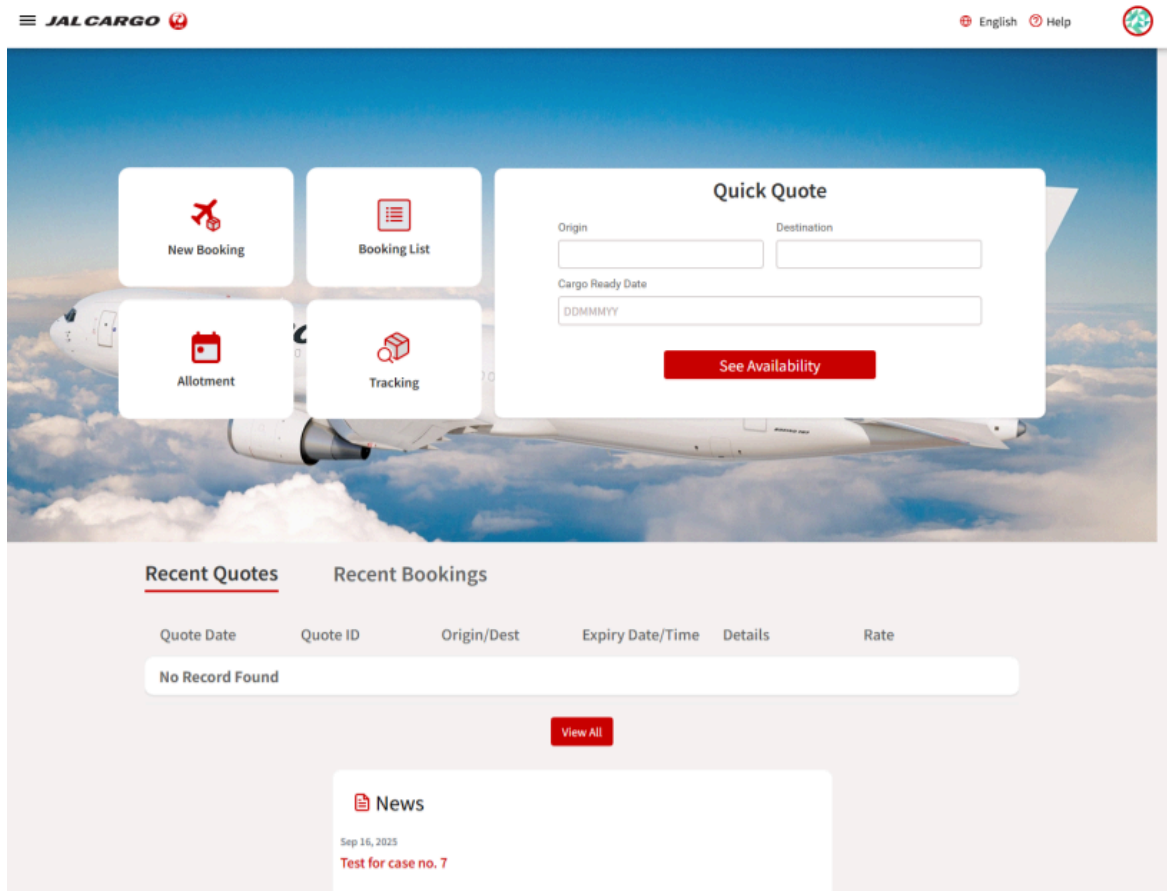 JAL CARGO
English Help
New Booking
Booking List
Allotment
Tracking
Quick Quote
Origin Destination
Cargo Ready Date
DDMMMYY
See Availability
Recent Quotes Recent Bookings
Quote Date Quote ID Origin/Dest Expiry Date/Time Details Rate
No Record Found
View All
News
Sep 16, 2025
Test for case no. 7